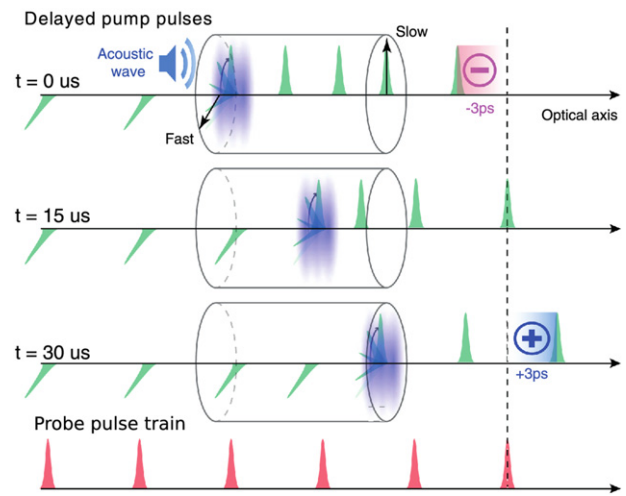 Delayed pump pulses
Acoustic
wave
Slow
t = 0 us
−
-3ps
Optical axis
Fast
t = 15 us
t = 30 us
+
+3ps
Probe pulse train